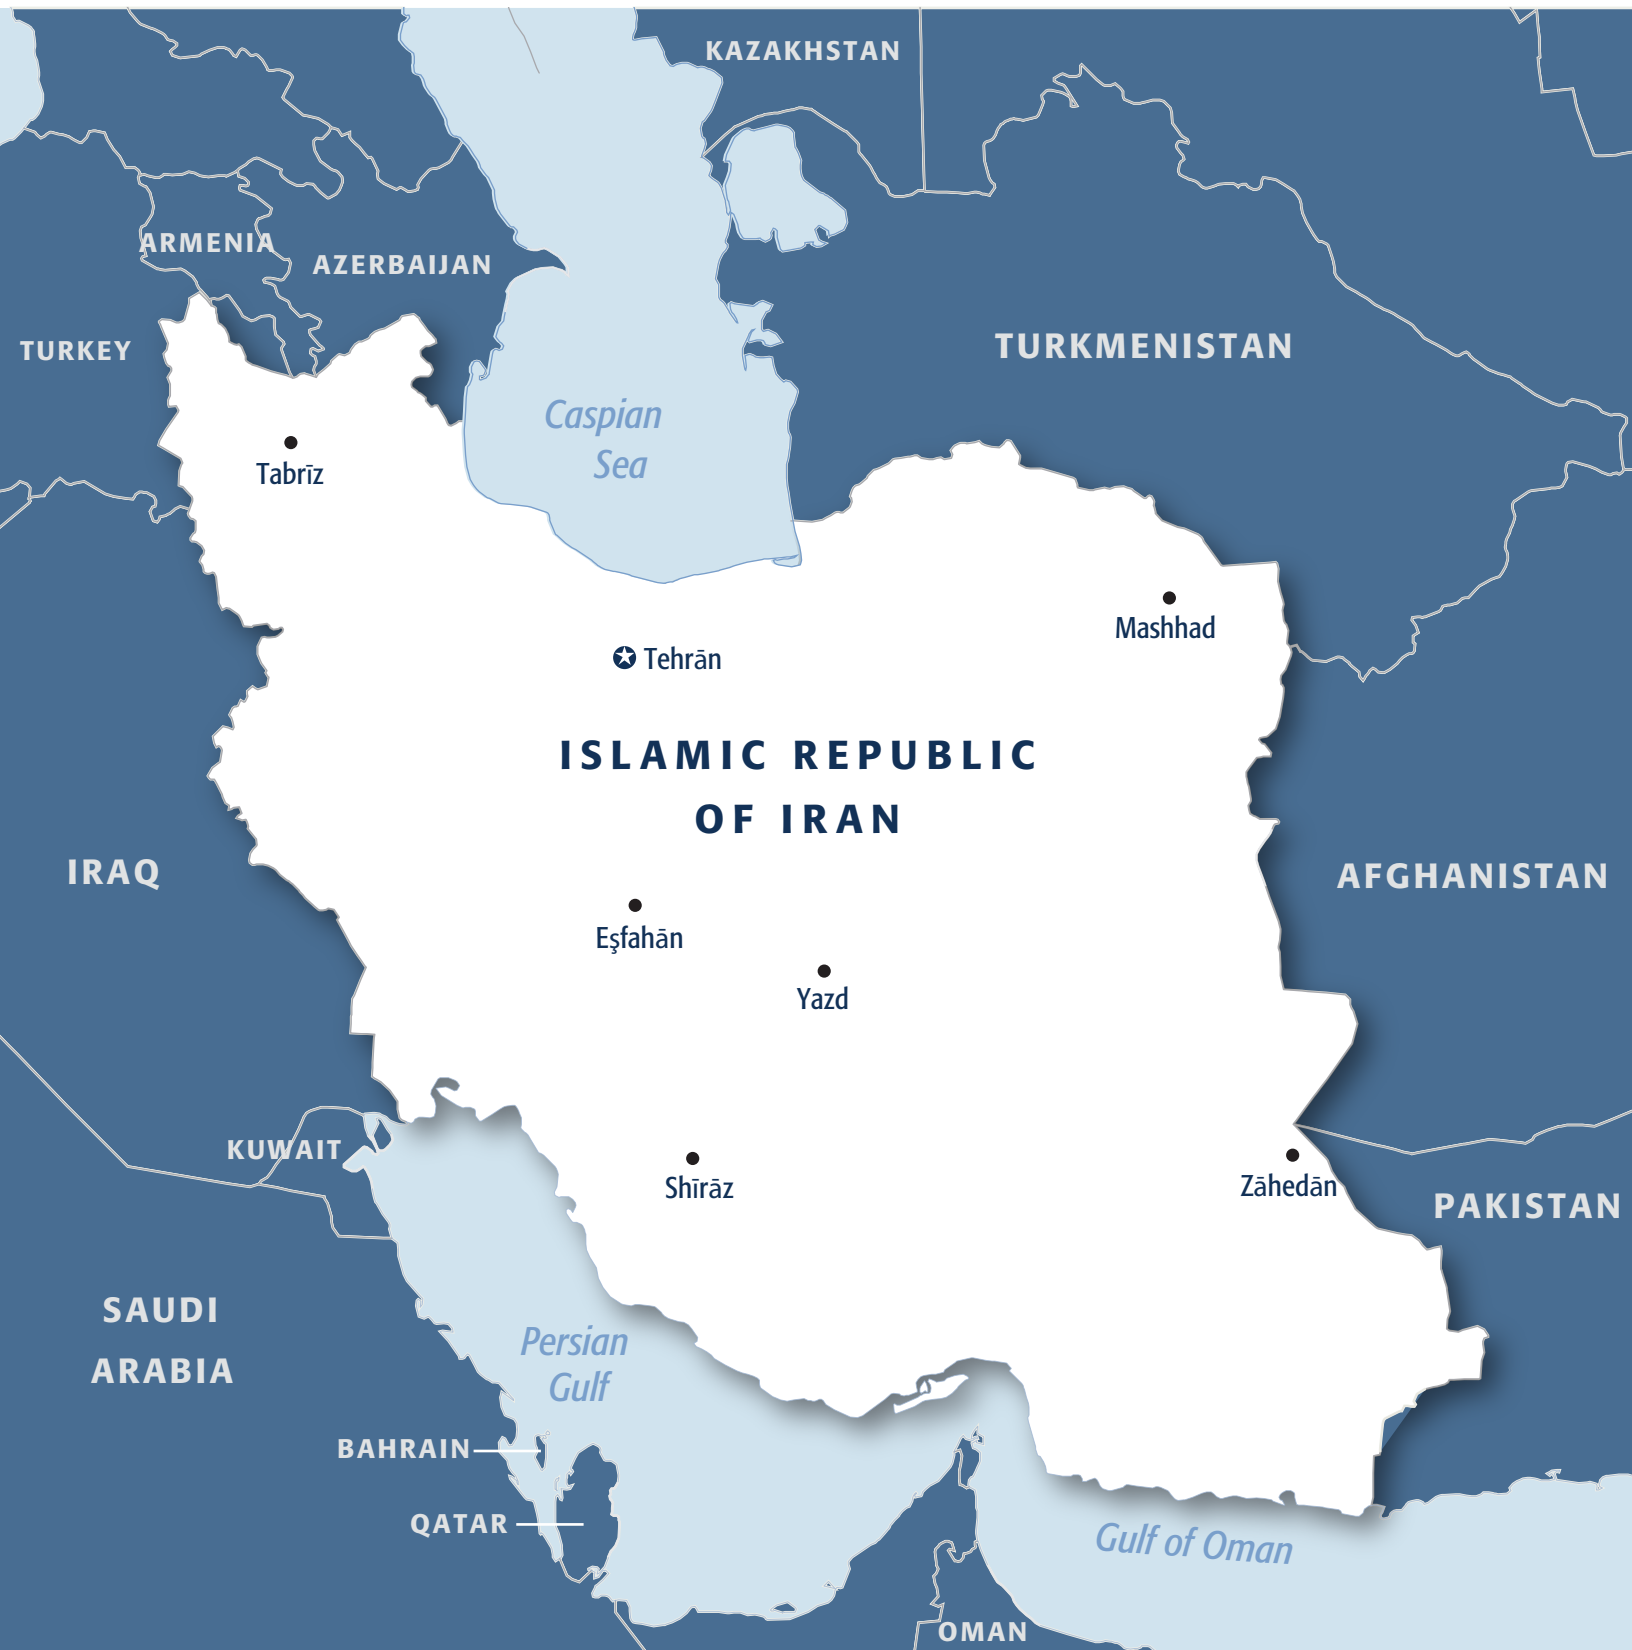 KAZAKHSTAN
ARMENIA
AZERBAIJAN
TURKEY
TURKMENISTAN
Caspian
Sea
Tabrīz
Mashhad
Tehrān
ISLAMIC REPUBLIC
OF IRAN
IRAQ
AFGHANISTAN
Eşfahān
Yazd
KUWAIT
Shīrāz
Zāhedān
PAKISTAN
SAUDI
ARABIA
Persian
Gulf
BAHRAIN
QATAR
Gulf of Oman
OMAN